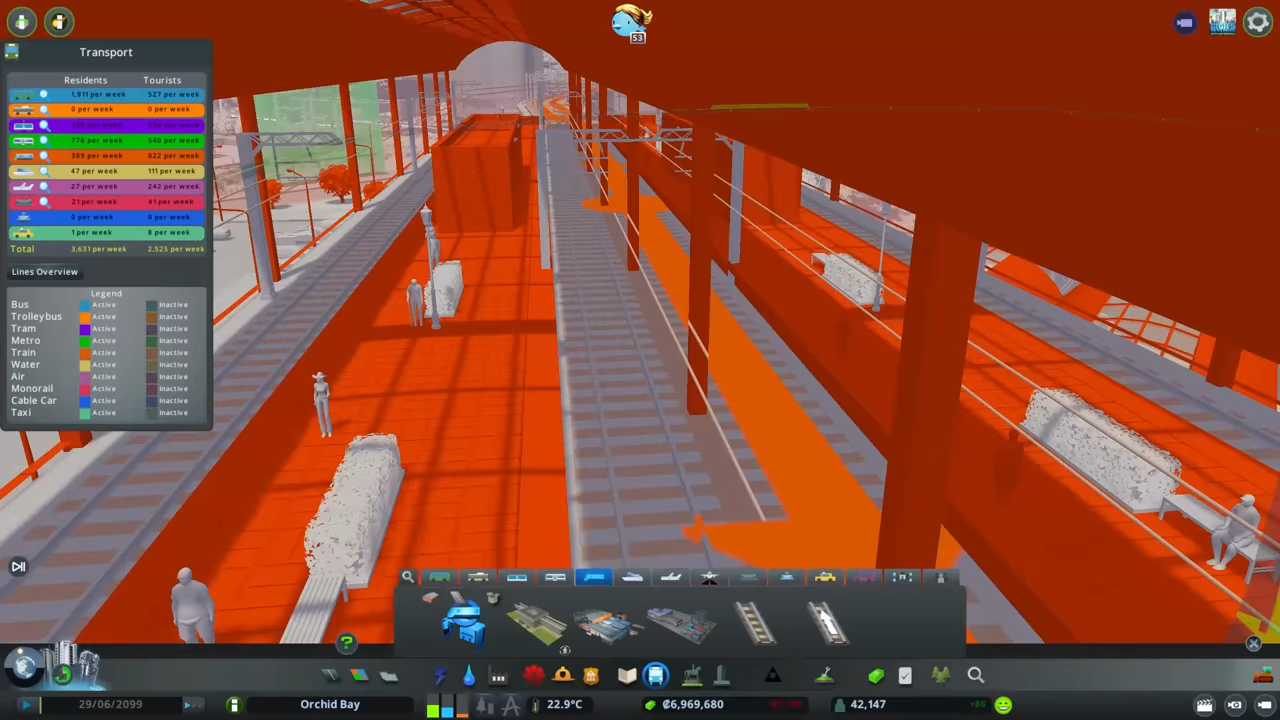 53
Transport
Residents Tourists
1,911 per week 527 per week
0 per week 0 per week
776 per week 540 per week
389 per week 822 per week
47 per week 111 per week
27 per week 242 per week
21 per week 41 per week
0 per week 0 per week
1 per week 8 per week
Total 3,631 per week 2,525 per week
Lines Overview
Legend
Bus Active Inactive
Trolleybus Active Inactive
Tram Active Inactive
Metro Active Inactive
Train Active Inactive
Water Active Inactive
Air Active Inactive
Monorail Active Inactive
Cable Car Active Inactive
Taxi Active Inactive
?
29/06/2099
Orchid Bay
22.9°C
₡6,969,680
42,147
+86